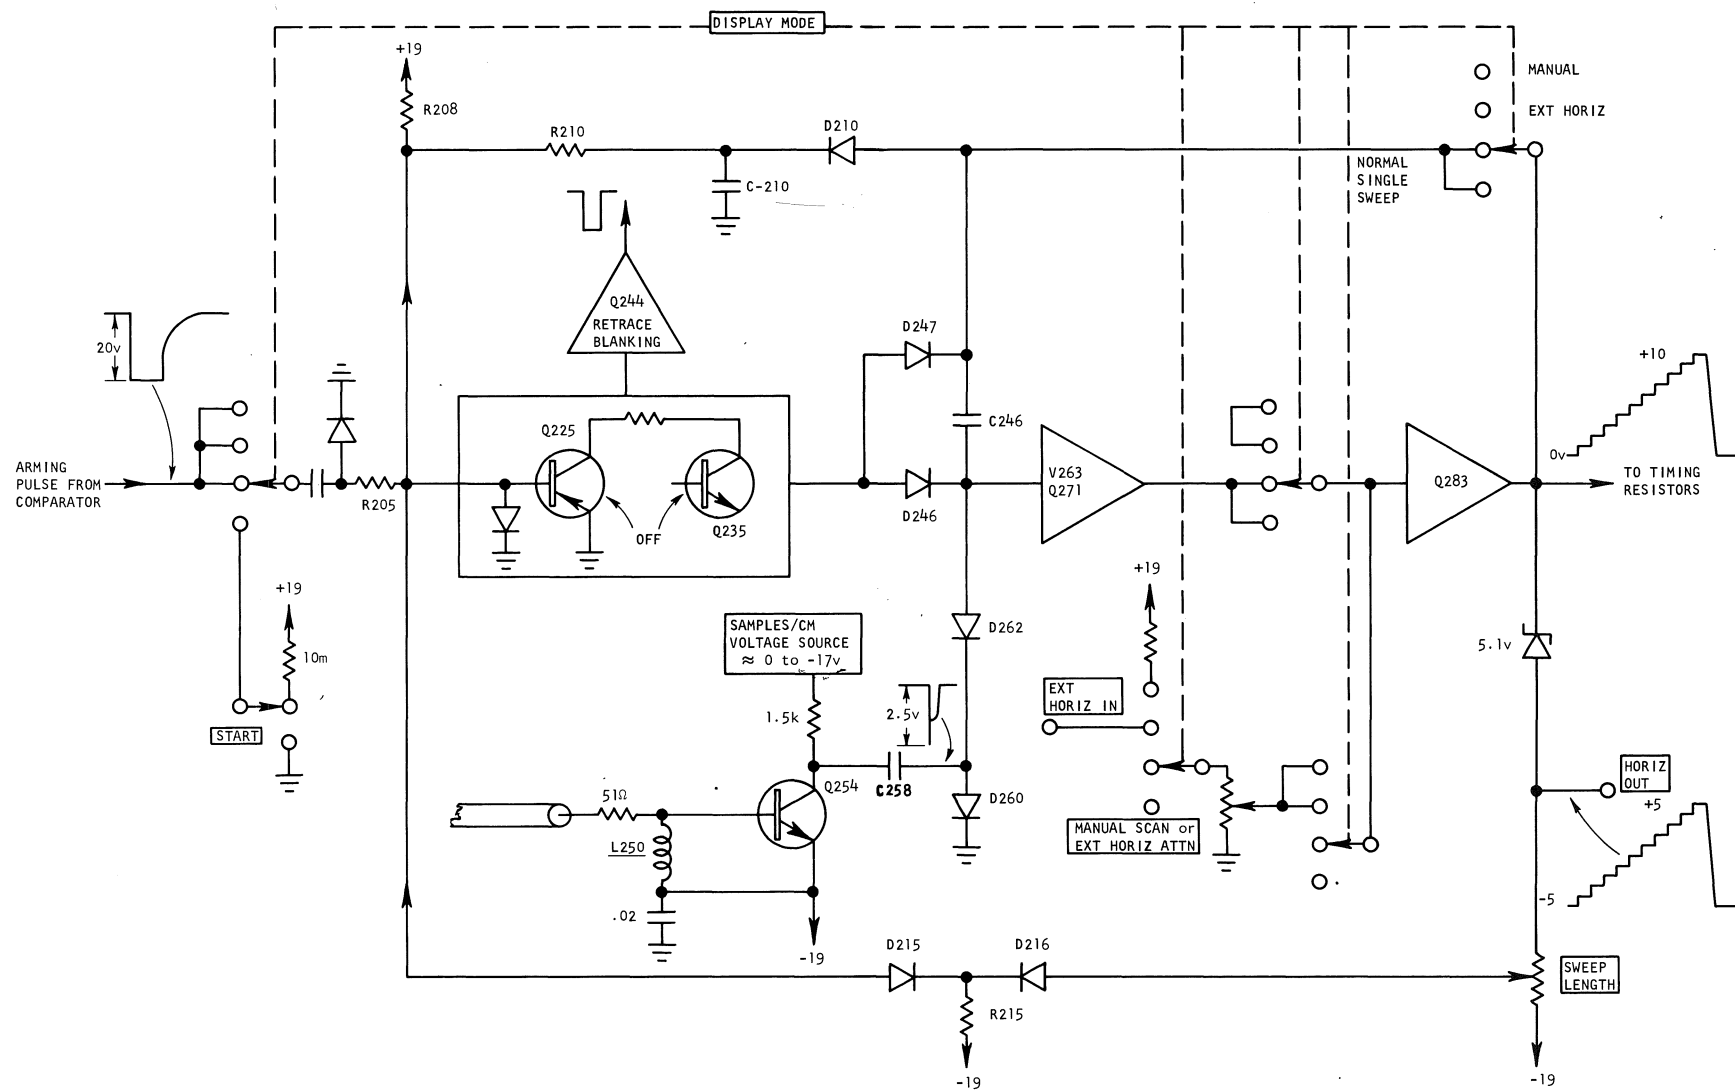 DISPLAY MODE
+19
R208
R210
D210
C-210
MANUAL
EXT HORIZ
NORMAL
SINGLE
SWEEP
20v
Q244
RETRACE
BLANKING
D247
C246
+10
0v
ARMING
PULSE FROM
COMPARATOR
R205
Q225
Q235
OFF
D246
V263
Q271
Q283
TO TIMING
RESISTORS
+19
10m
START
SAMPLES/CM
VOLTAGE SOURCE
≈ 0 to -17v
1.5k
2.5v
D262
+19
EXT
HORIZ IN
5.1v
51Ω
L250
.02
Q254
C258
D260
-19
MANUAL SCAN or
EXT HORIZ ATTN
HORIZ
OUT
+5
-5
D215
D216
R215
-19
SWEEP
LENGTH
-19